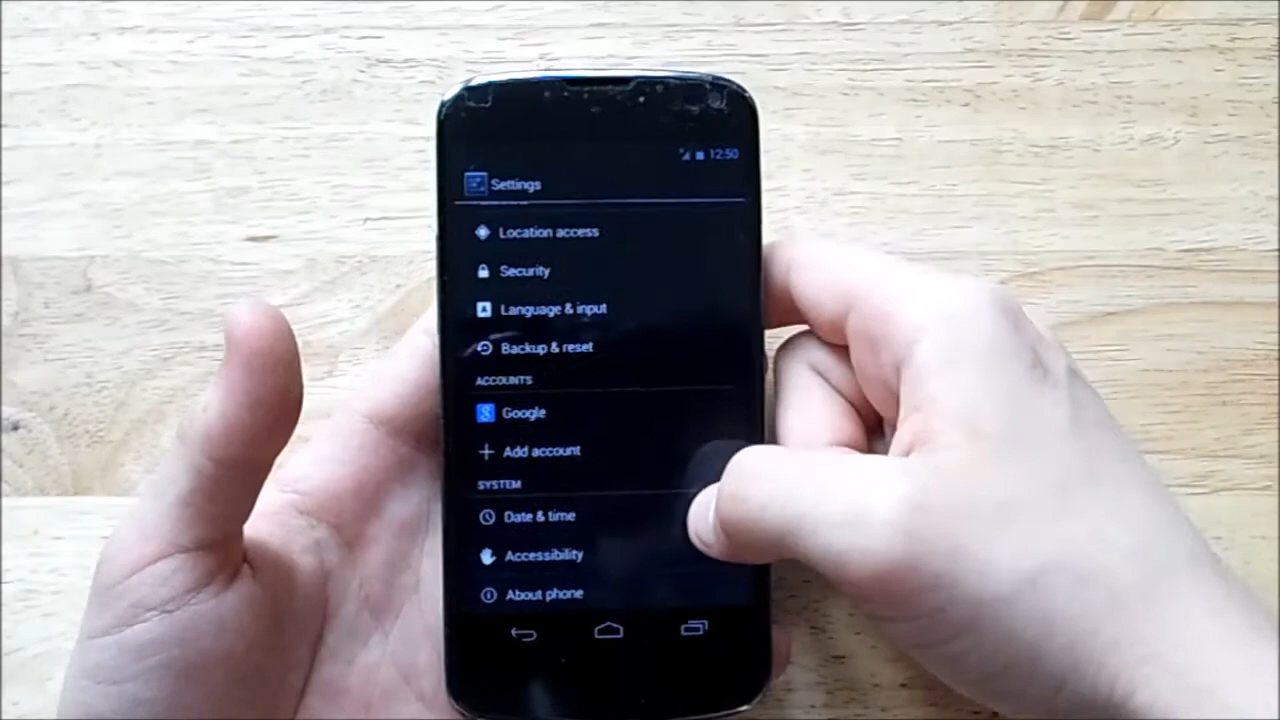 12:50
Settings
Location access
Security
Language & input
Backup & reset
ACCOUNTS
Google
Add account
SYSTEM
Date & time
Accessibility
About phone